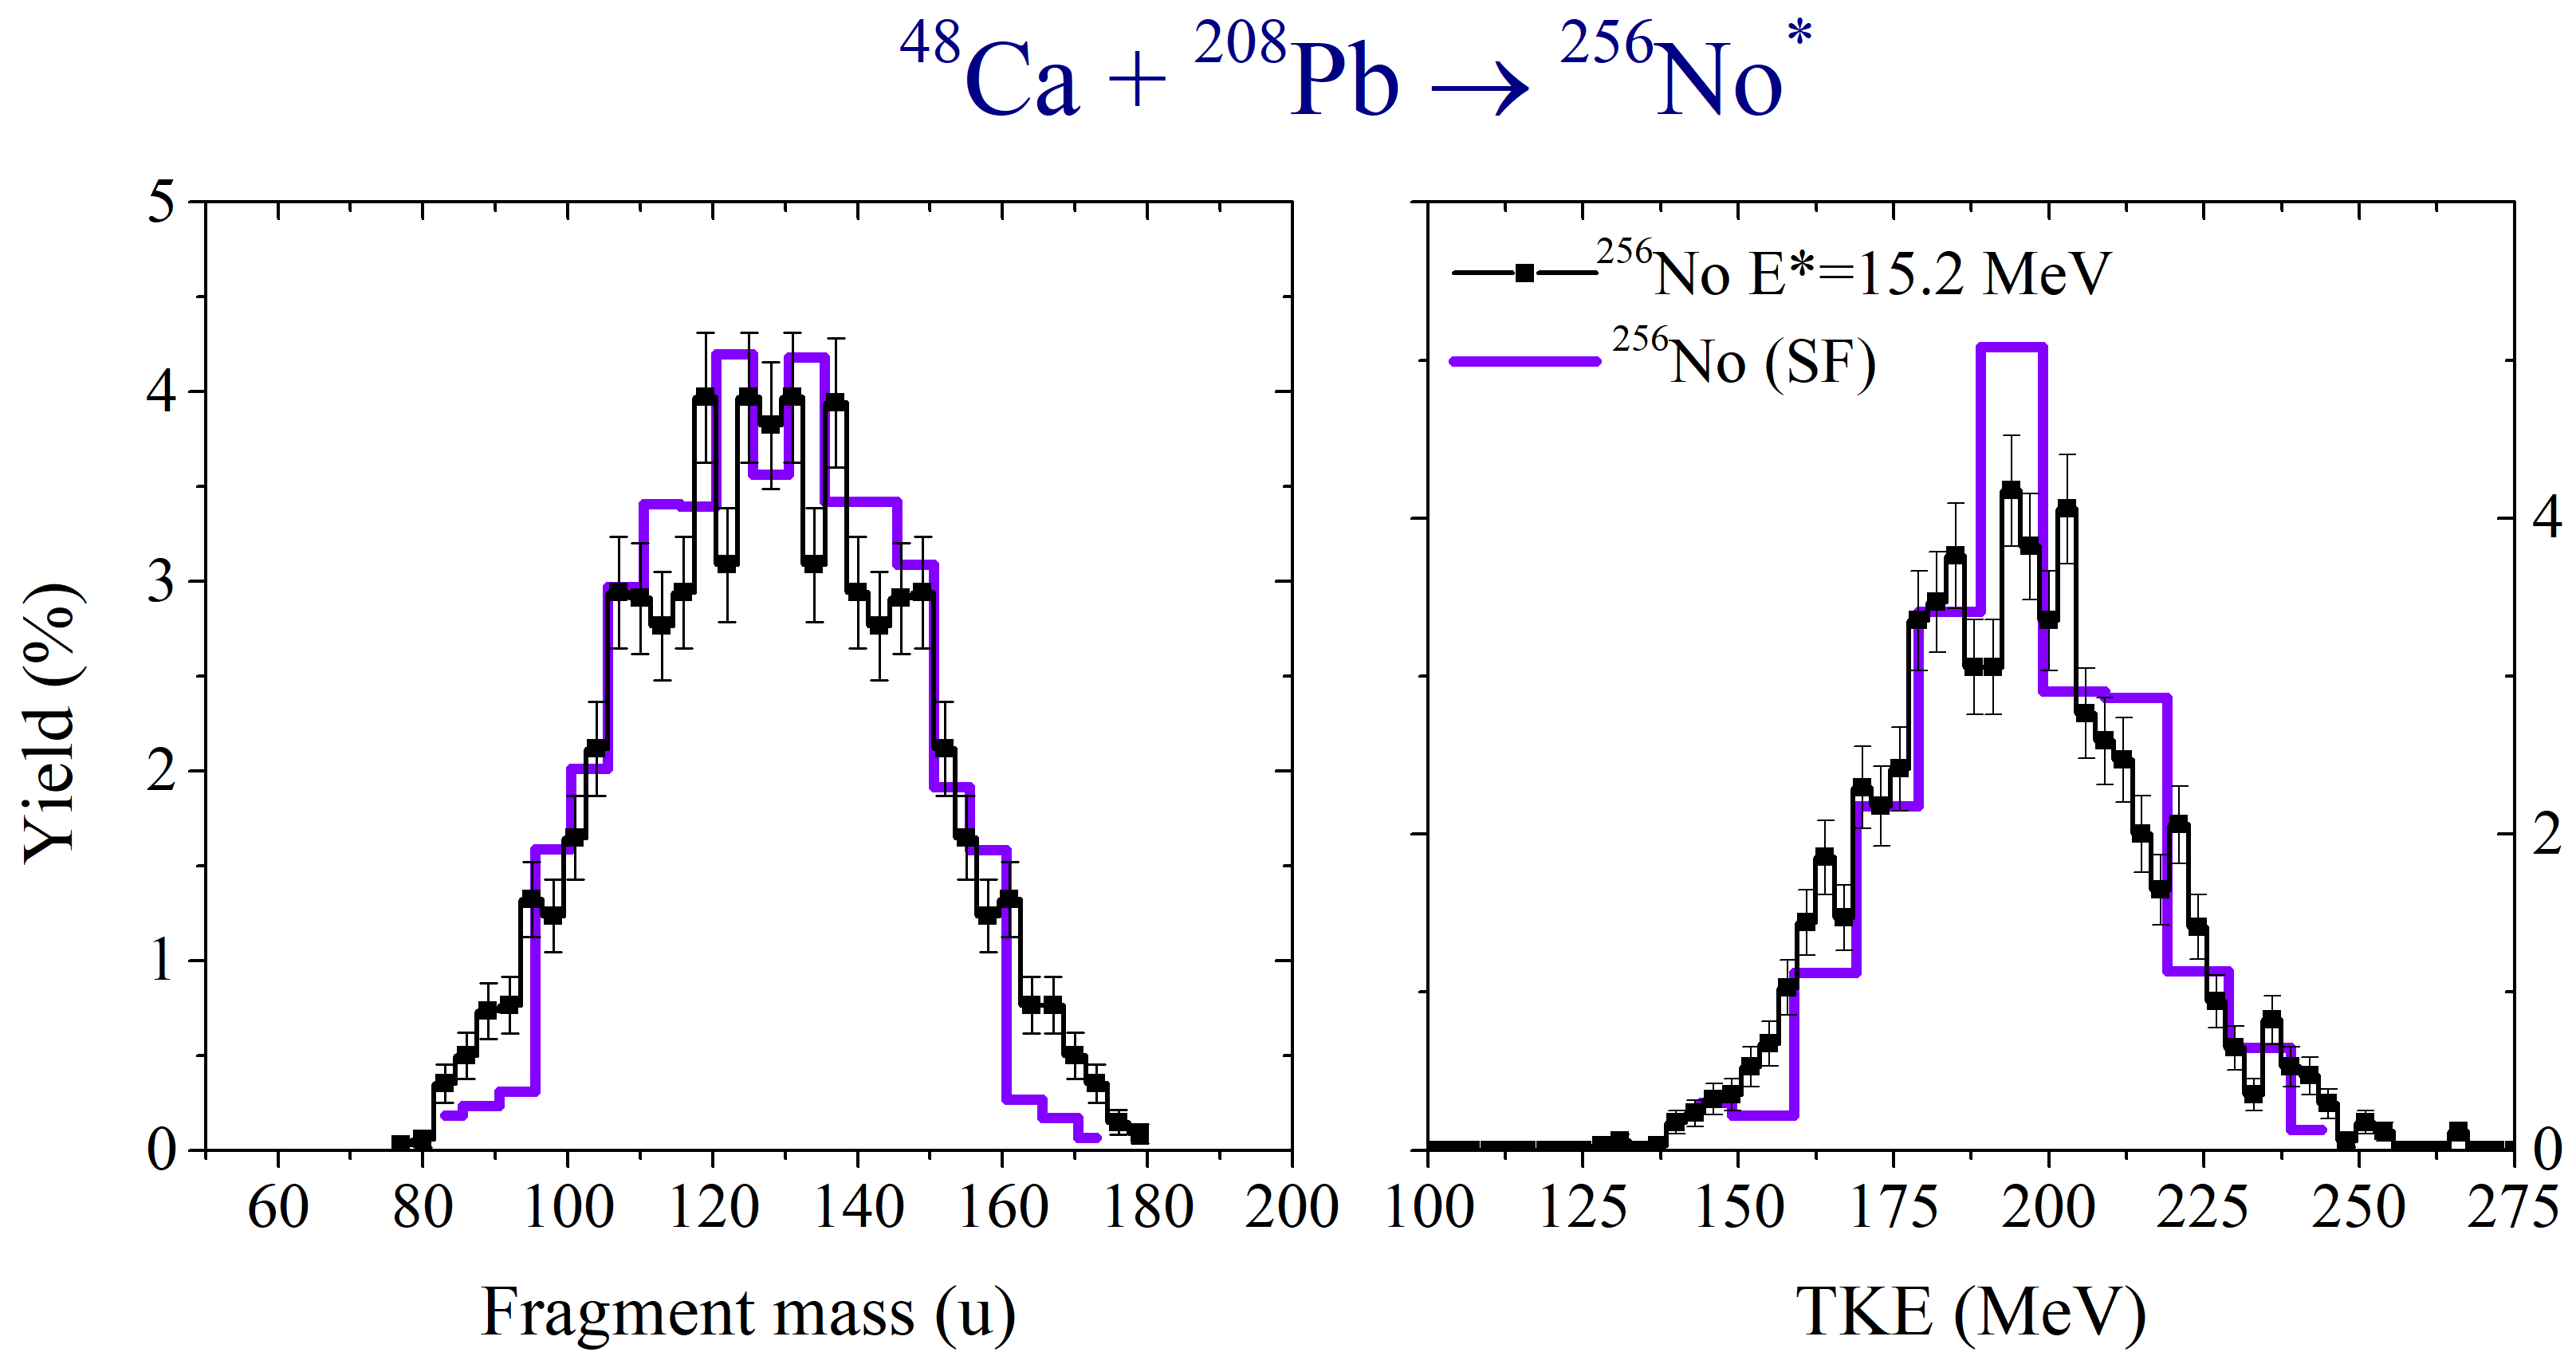 ⁴⁸Ca + ²⁰⁸Pb → ²⁵⁶No*
Yield (%)
5
4
3
2
1
0
60 80 100 120 140 160 180 200
Fragment mass (u)
²⁵⁶No E*=15.2 MeV
²⁵⁶No (SF)
4
2
0
100 125 150 175 200 225 250 275
TKE (MeV)